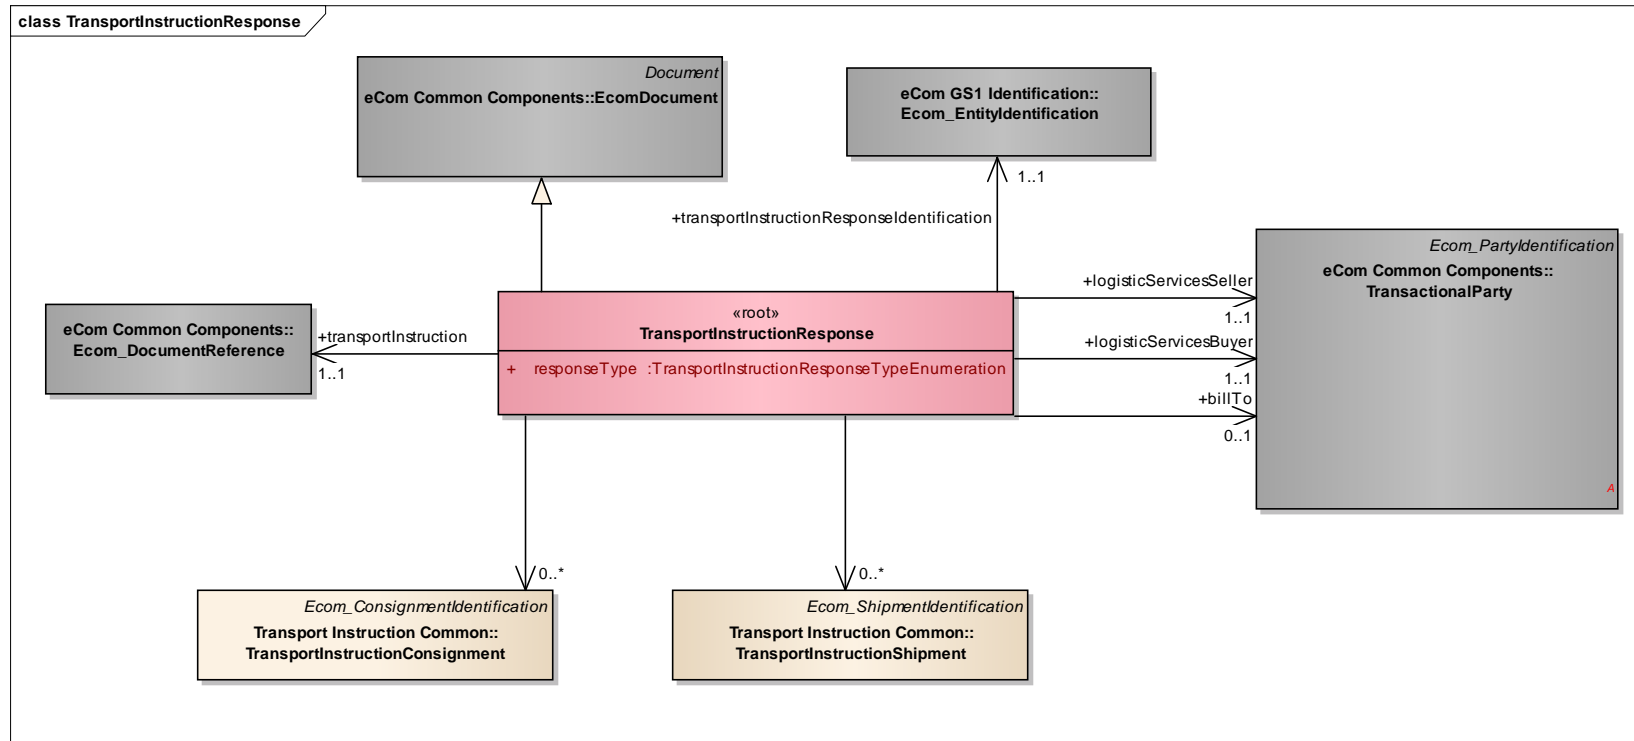 class TransportInstructionResponse
Document
eCom Common Components::EcomDocument
eCom GS1 Identification::
Ecom_EntityIdentification
1..1
+transportInstructionResponseIdentification
Ecom_PartyIdentification
eCom Common Components::
TransactionalParty
A
+logisticServicesSeller
1..1
+logisticServicesBuyer
1..1
+billTo
0..1
eCom Common Components::
Ecom_DocumentReference
+transportInstruction
1..1
«root»
TransportInstructionResponse
+ responseType :TransportInstructionResponseTypeEnumeration
0..*
0..*
Ecom_ConsignmentIdentification
Transport Instruction Common::
TransportInstructionConsignment
Ecom_ShipmentIdentification
Transport Instruction Common::
TransportInstructionShipment